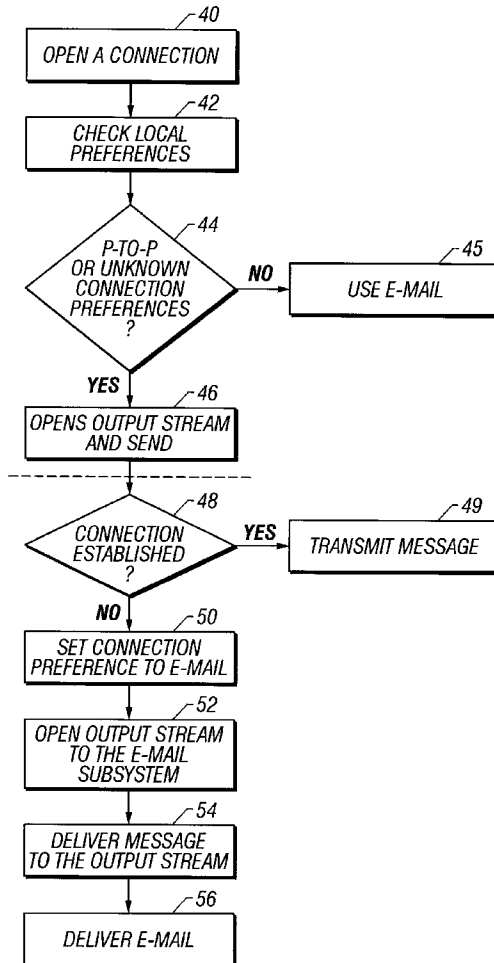 40
OPEN A CONNECTION
42
CHECK LOCAL
PREFERENCES
44
P-TO-P
OR UNKNOWN
CONNECTION
PREFERENCES
?
NO
45
USE E-MAIL
YES
46
OPENS OUTPUT STREAM
AND SEND
48
CONNECTION
ESTABLISHED
?
YES
49
TRANSMIT MESSAGE
NO
50
SET CONNECTION
PREFERENCE TO E-MAIL
52
OPEN OUTPUT STREAM
TO THE E-MAIL
SUBSYSTEM
54
DELIVER MESSAGE
TO THE OUTPUT STREAM
56
DELIVER E-MAIL